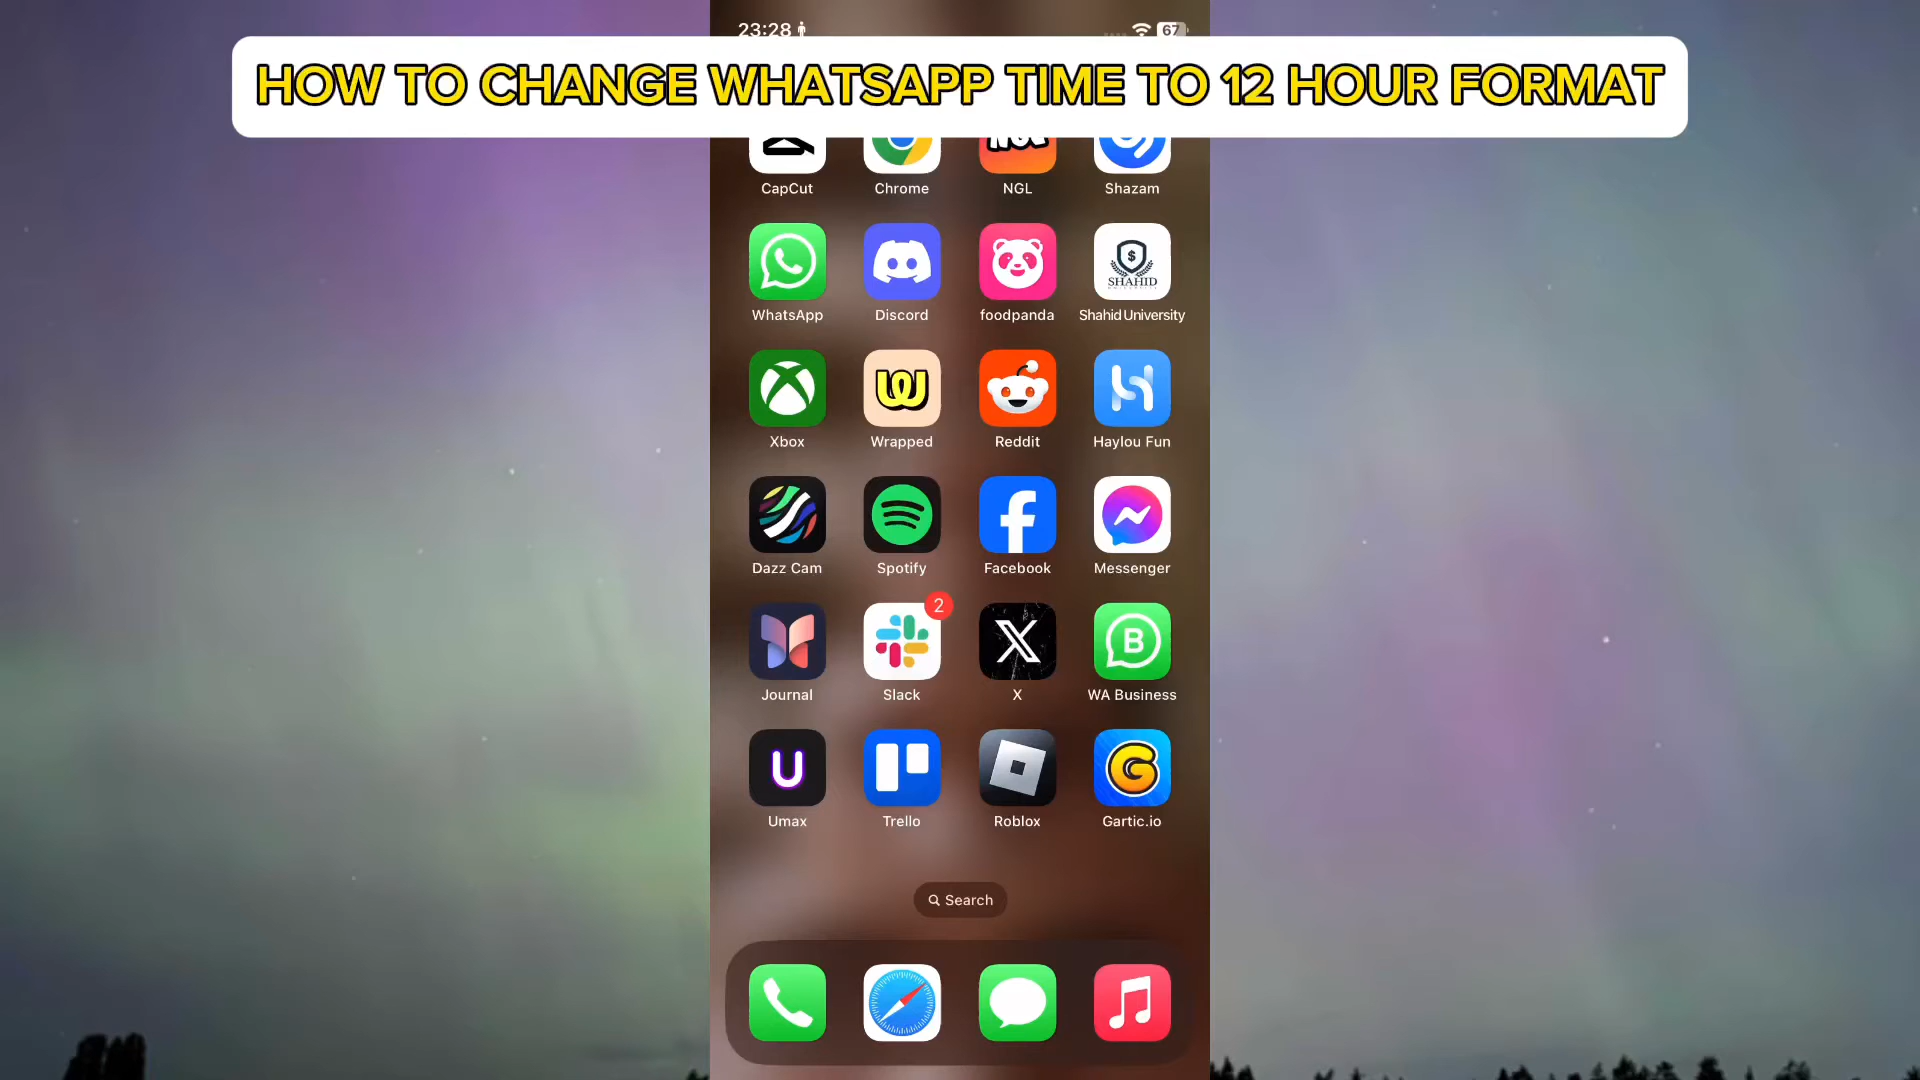 23:28
67
HOW TO CHANGE WHATSAPP TIME TO 12 HOUR FORMAT
NGL
CapCut Chrome NGL Shazam
$
SHAHID
WhatsApp Discord foodpanda Shahid University
Xbox Wrapped Reddit Haylou Fun
Dazz Cam Spotify Facebook Messenger
2
B
Journal Slack X WA Business
U
G
Umax Trello Roblox Gartic.io
Search